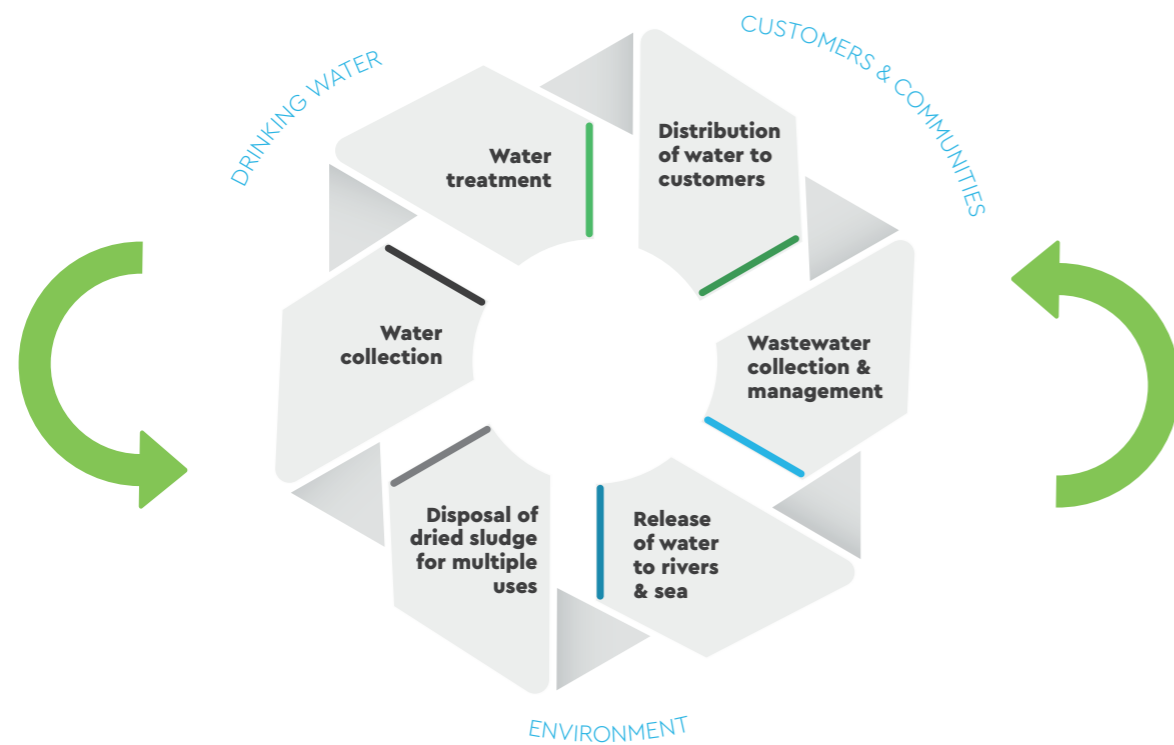 DRINKING WATER
CUSTOMERS & COMMUNITIES
Water
treatment
Distribution
of water to
customers
Water
collection
Wastewater
collection &
management
Disposal of
dried sludge
for multiple
uses
Release
of water
to rivers
& sea
ENVIRONMENT